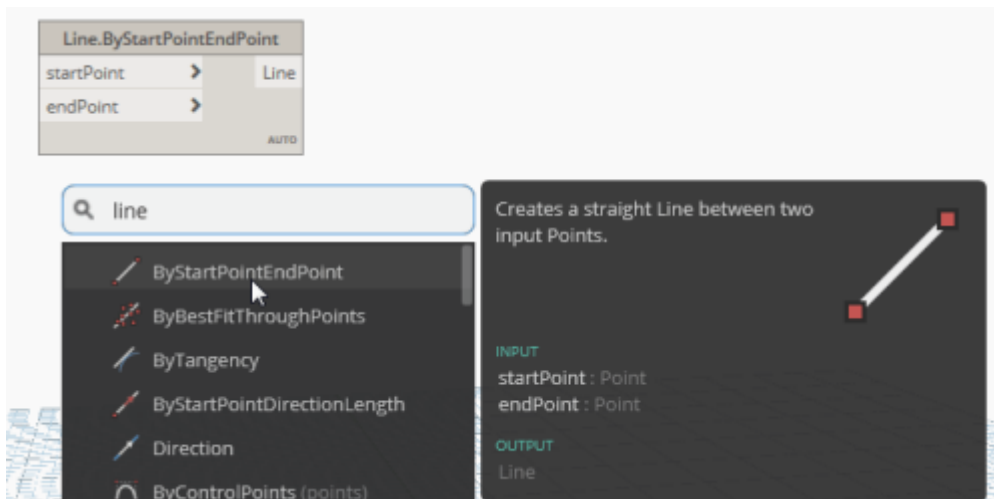 Line.ByStartPointEndPoint
startPoint > Line
endPoint >
AUTO
line
ByStartPointEndPoint
ByBestFitThroughPoints
ByTangency
ByStartPointDirectionLength
Direction
ByControlPoints (points)
Creates a straight Line between two
input Points.
INPUT
startPoint : Point
endPoint : Point
OUTPUT
Line